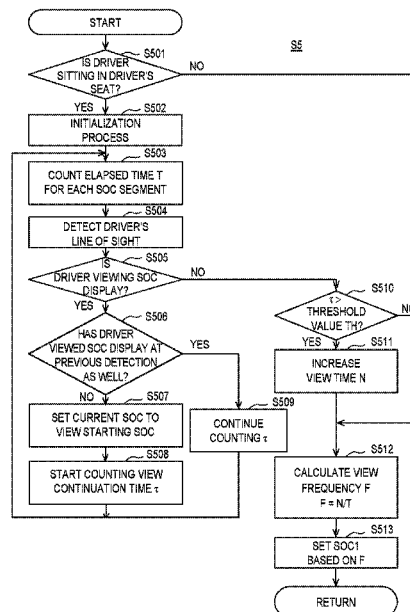 START
S5
S501
IS DRIVER
SITTING IN DRIVER'S
SEAT?
NO
YES
S502
INITIALIZATION
PROCESS
S503
COUNT ELAPSED TIME T
FOR EACH SOC SEGMENT
S504
DETECT DRIVER'S
LINE OF SIGHT
S505
IS
DRIVER VIEWING SOC
DISPLAY?
NO
YES
S510
τ >
THRESHOLD
VALUE TH?
NO
YES
S506
HAS DRIVER
VIEWED SOC DISPLAY AT
PREVIOUS DETECTION
AS WELL?
YES
NO
S511
INCREASE
VIEW TIME N
S507
SET CURRENT SOC TO
VIEW STARTING SOC
S509
CONTINUE
COUNTING τ
S508
START COUNTING VIEW
CONTINUATION TIME τ
S512
CALCULATE VIEW
FREQUENCY F
F = N/T
S513
SET SOC1
BASED ON F
RETURN